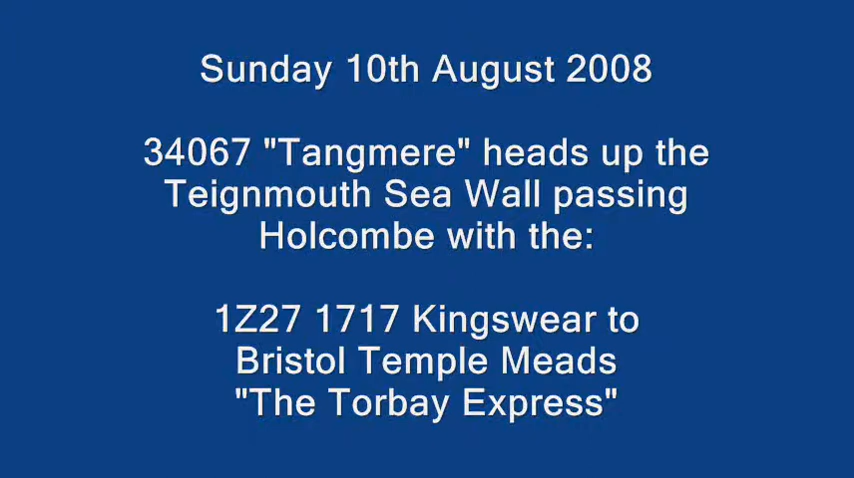 Sunday 10th August 2008
34067 "Tangmere" heads up the
Teignmouth Sea Wall passing
Holcombe with the:
1Z27 1717 Kingswear to
Bristol Temple Meads
"The Torbay Express"